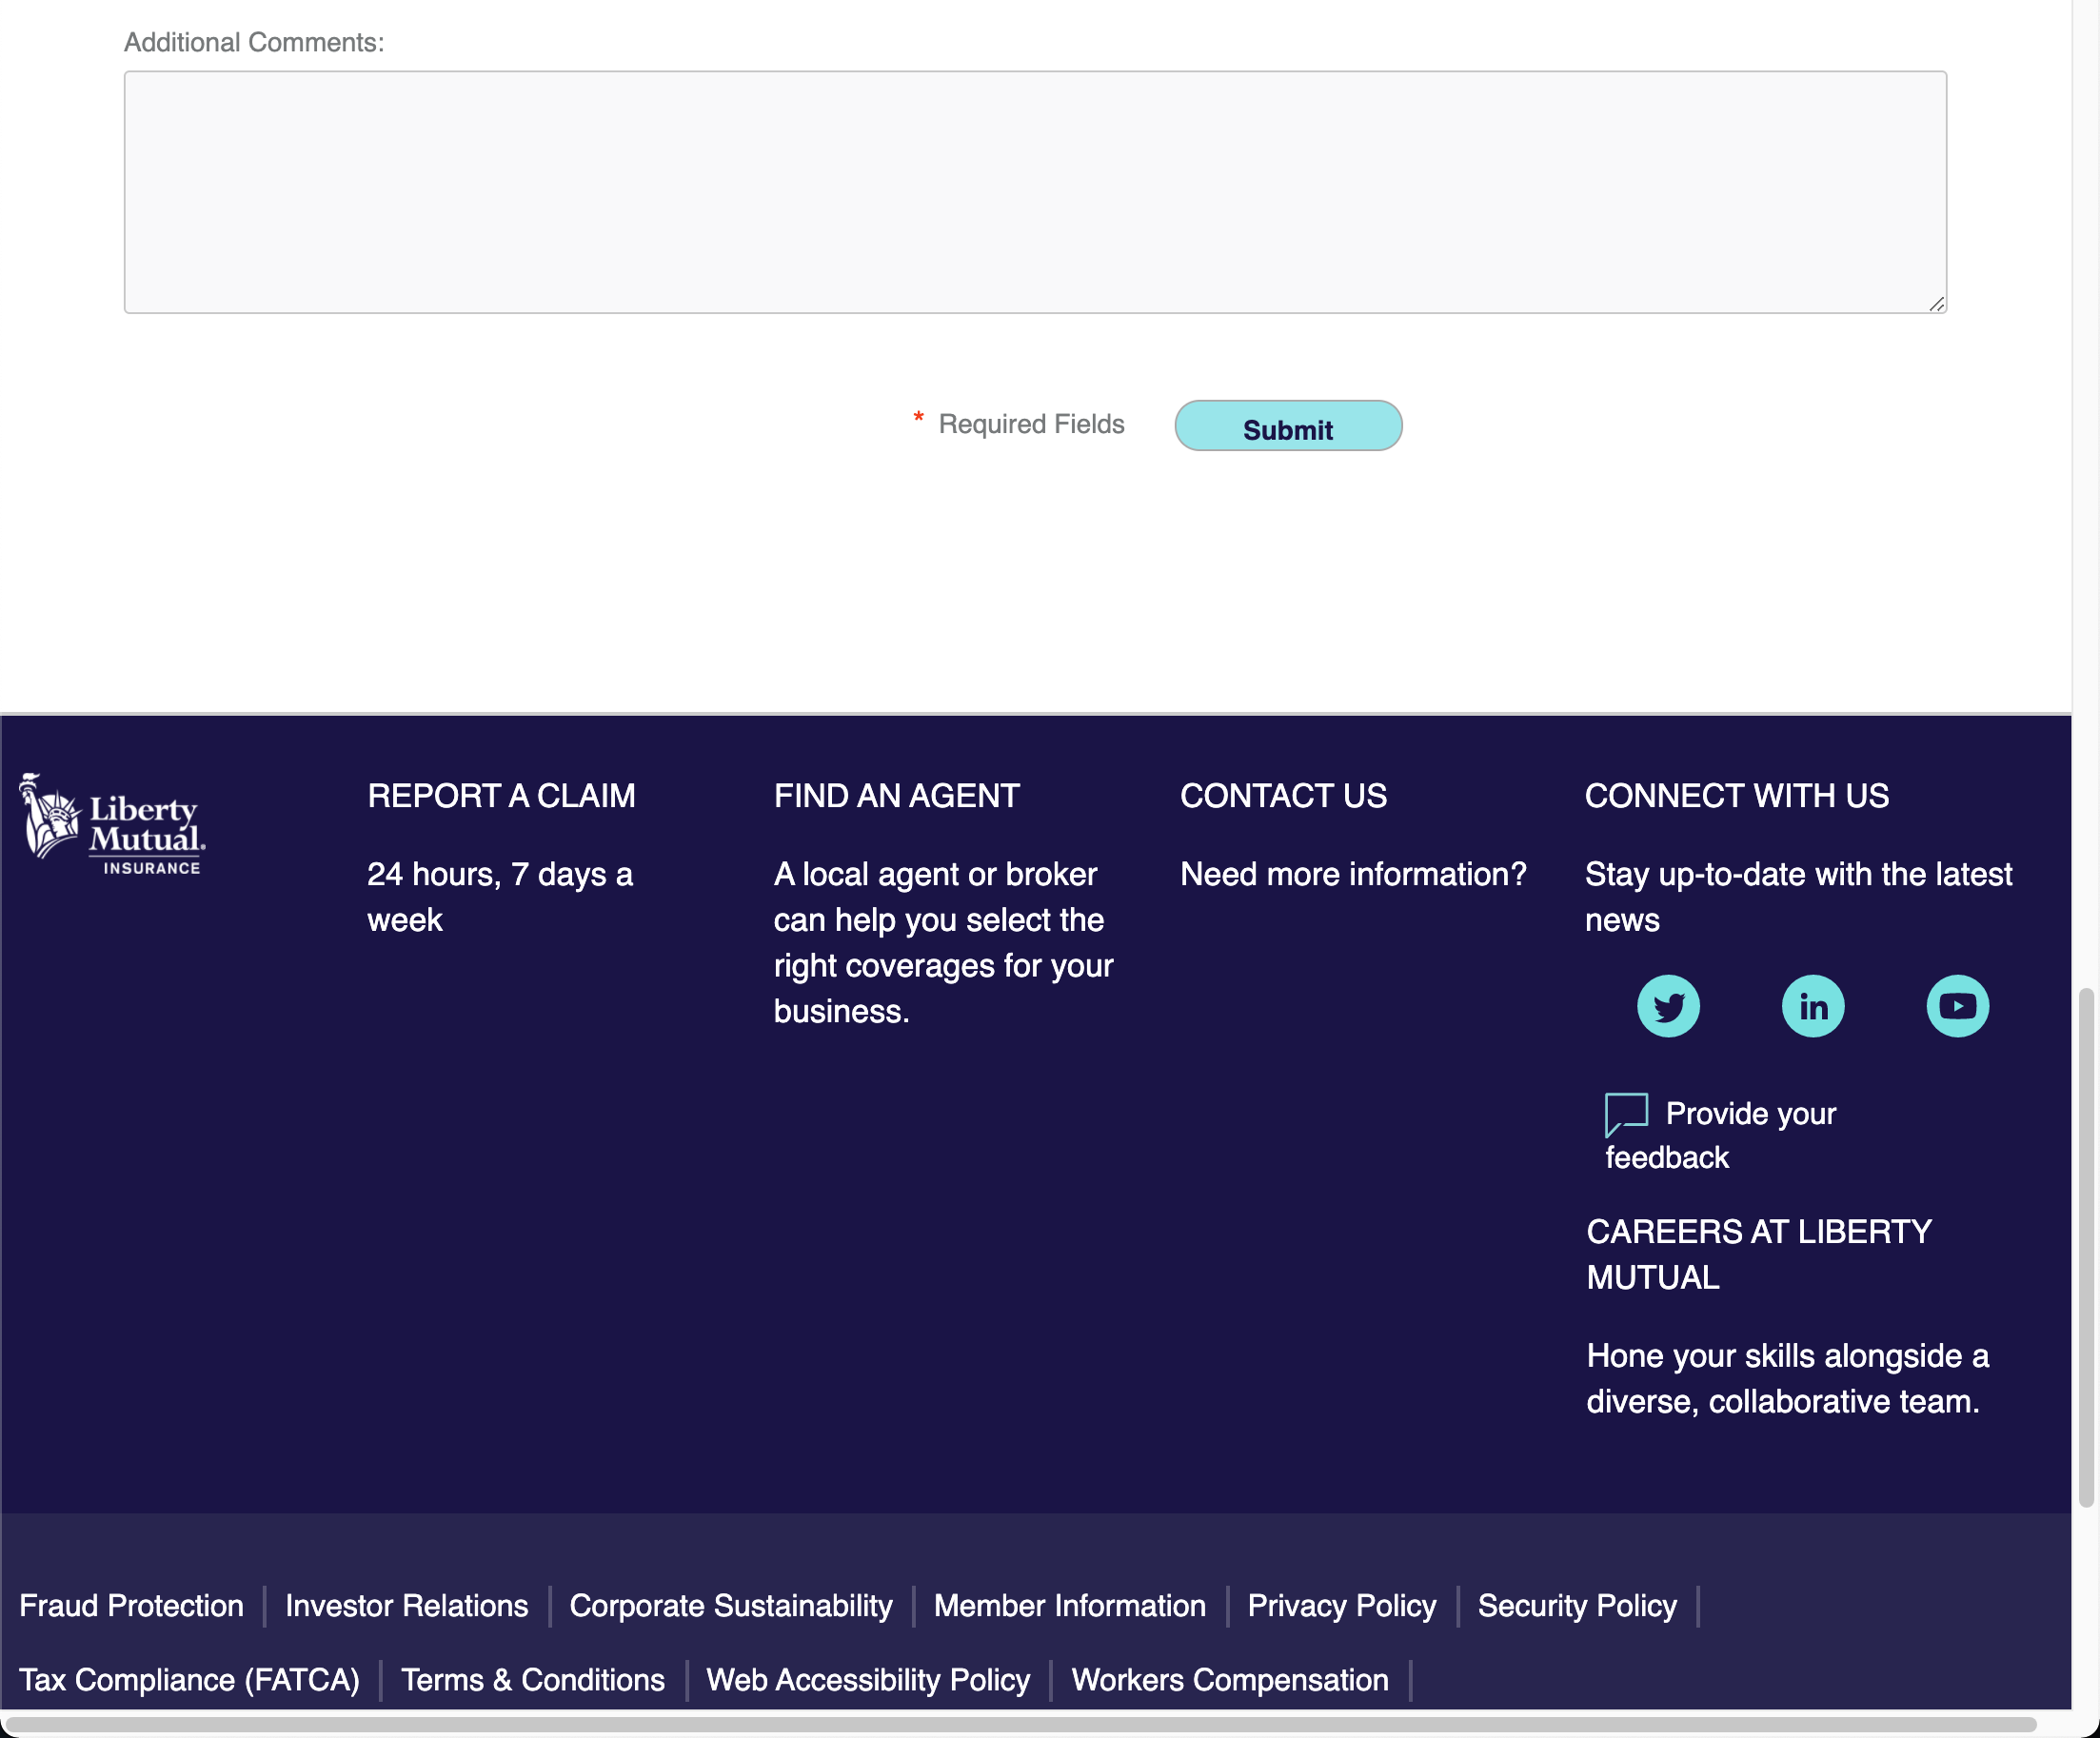 Additional Comments:
* Required Fields
Submit
Liberty
Mutual.
INSURANCE
REPORT A CLAIM
24 hours, 7 days a
week
FIND AN AGENT
A local agent or broker
can help you select the
right coverages for your
business.
CONTACT US
Need more information?
CONNECT WITH US
Stay up-to-date with the latest
news
in
Provide your
feedback
CAREERS AT LIBERTY
MUTUAL
Hone your skills alongside a
diverse, collaborative team.
Fraud Protection | Investor Relations | Corporate Sustainability | Member Information | Privacy Policy | Security Policy |
Tax Compliance (FATCA) | Terms & Conditions | Web Accessibility Policy | Workers Compensation |